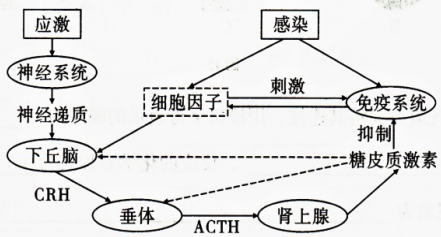 应激
感染
神经系统
刺激
细胞因子
免疫系统
神经递质
抑制
下丘脑
糖皮质激素
CRH
垂体
ACTH
肾上腺